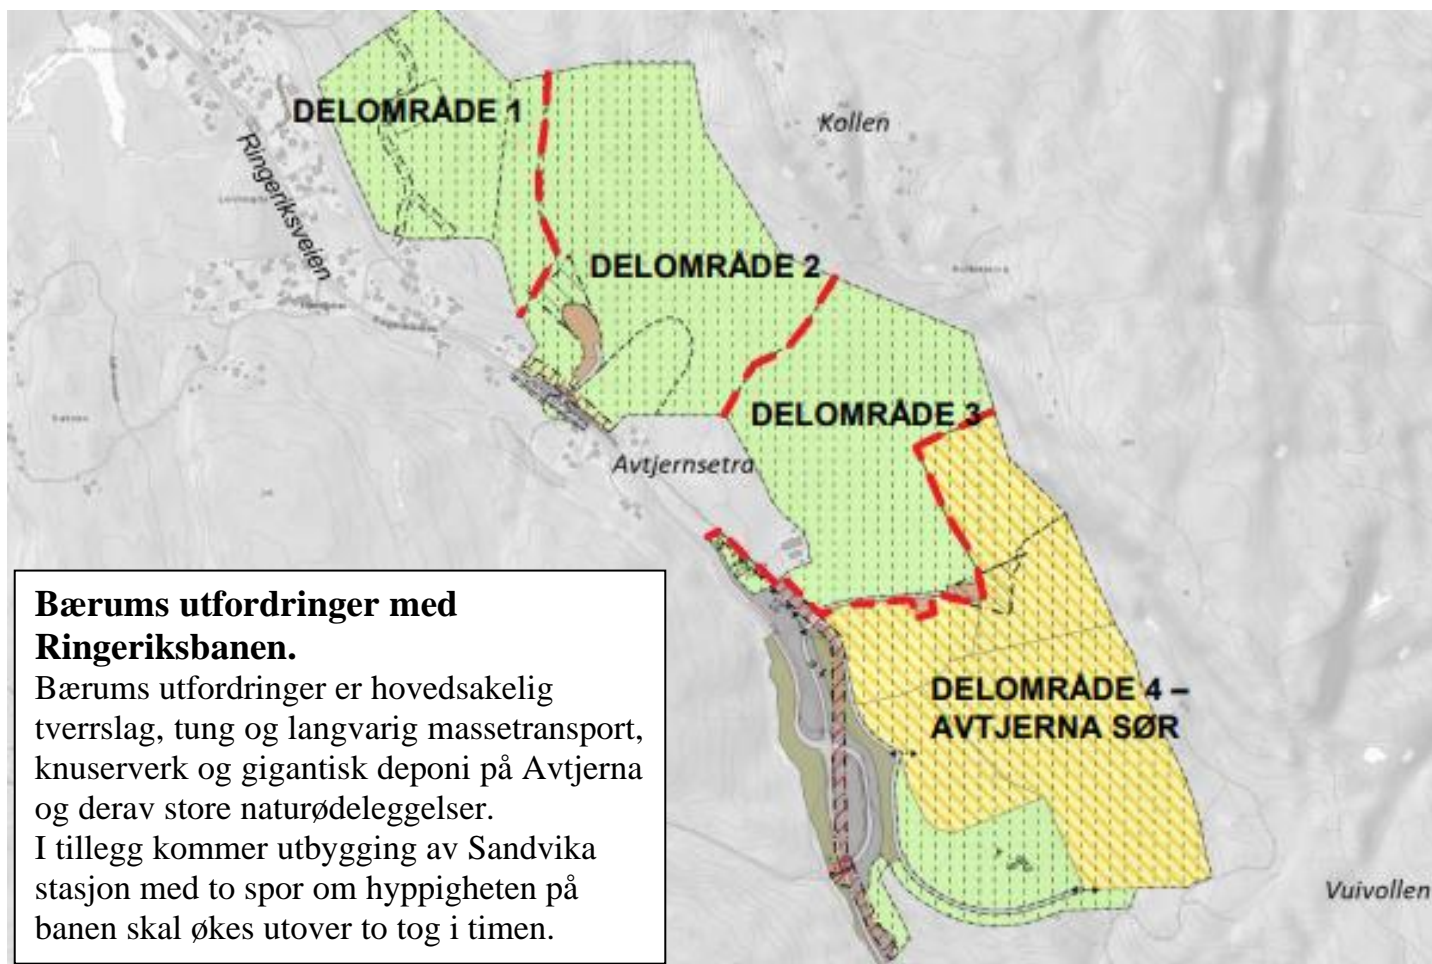 DELOMRÅDE 1
Kollen
Ringeriksveien
DELOMRÅDE 2
DELOMRÅDE 3
Avtjernsetra
DELOMRÅDE 4 –
AVTJERNA SØR
Vuivollen
Bærums utfordringer med
Ringeriksbanen.
Bærums utfordringer er hovedsakelig
tverrslag, tung og langvarig massetransport,
knuserverk og gigantisk deponi på Avtjerna
og derav store naturødeleggelser.
I tillegg kommer utbygging av Sandvika
stasjon med to spor om hyppigheten på
banen skal økes utover to tog i timen.